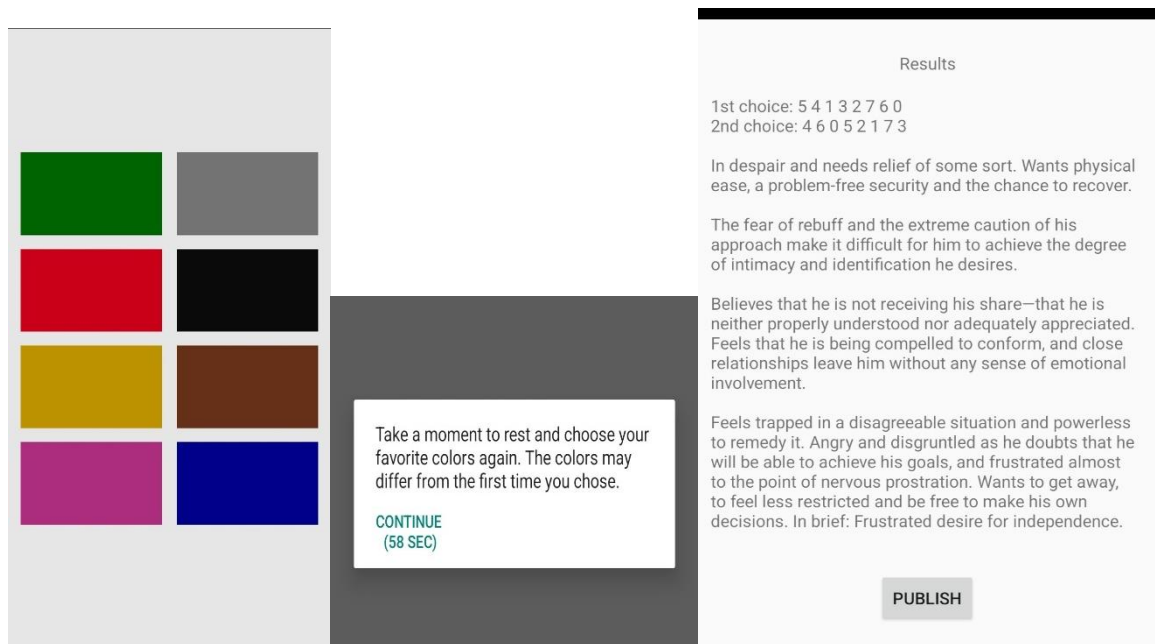 Take a moment to rest and choose your
favorite colors again. The colors may
differ from the first time you chose.
CONTINUE
(58 SEC)
Results
1st choice: 5 4 1 3 2 7 6 0
2nd choice: 4 6 0 5 2 1 7 3
In despair and needs relief of some sort. Wants physical
ease, a problem-free security and the chance to recover.
The fear of rebuff and the extreme caution of his
approach make it difficult for him to achieve the degree
of intimacy and identification he desires.
Believes that he is not receiving his share—that he is
neither properly understood nor adequately appreciated.
Feels that he is being compelled to conform, and close
relationships leave him without any sense of emotional
involvement.
Feels trapped in a disagreeable situation and powerless
to remedy it. Angry and disgruntled as he doubts that he
will be able to achieve his goals, and frustrated almost
to the point of nervous prostration. Wants to get away,
to feel less restricted and be free to make his own
decisions. In brief: Frustrated desire for independence.
PUBLISH